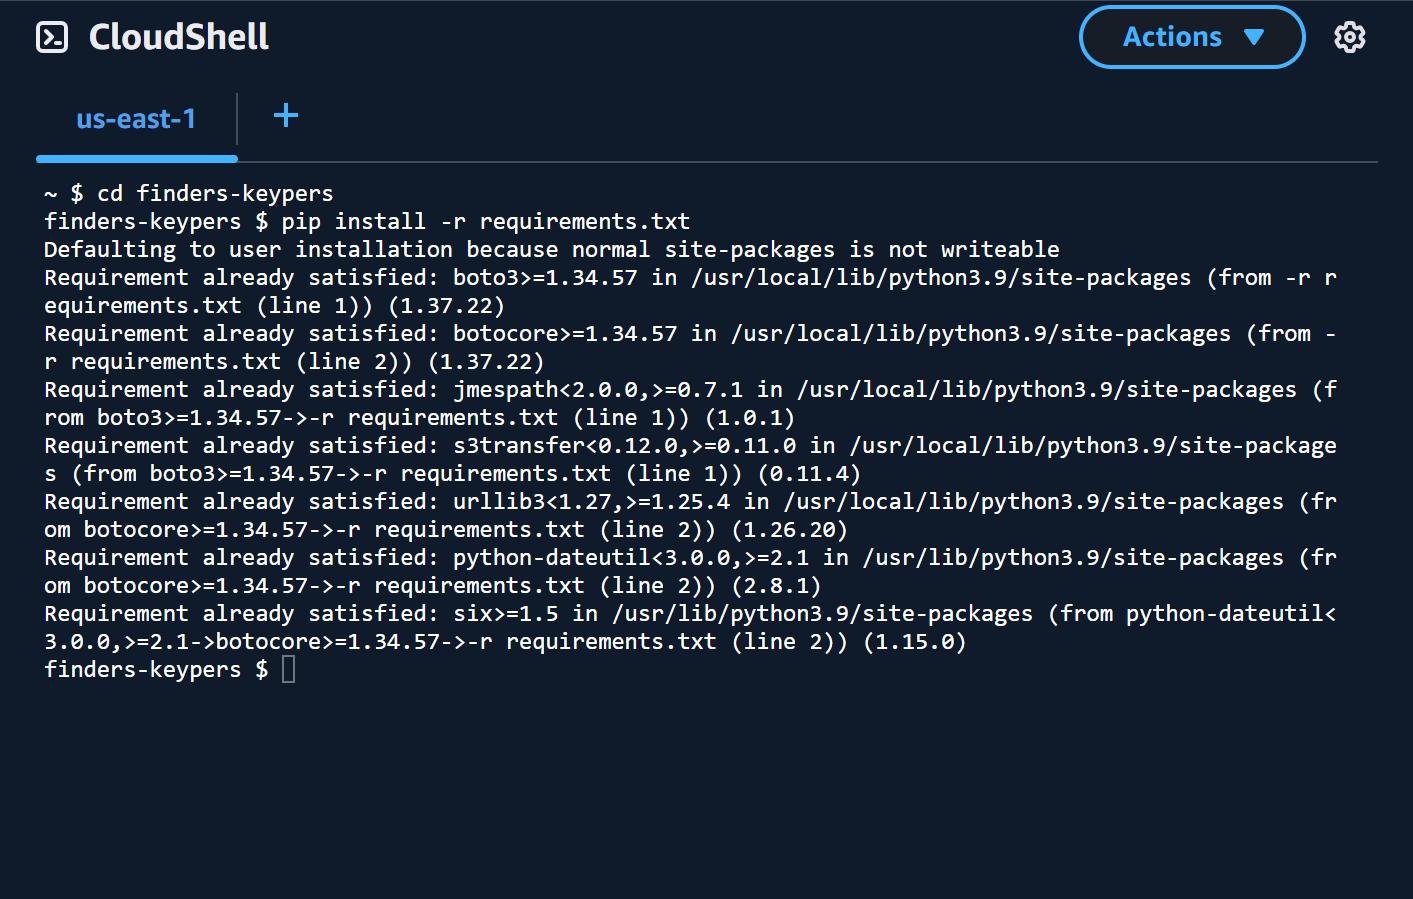 CloudShell
Actions
us-east-1
+
~ $ cd finders-keypers
finders-keypers $ pip install -r requirements.txt
Defaulting to user installation because normal site-packages is not writeable
Requirement already satisfied: boto3>=1.34.57 in /usr/local/lib/python3.9/site-packages (from -r r
equirements.txt (line 1)) (1.37.22)
Requirement already satisfied: botocore>=1.34.57 in /usr/local/lib/python3.9/site-packages (from -
r requirements.txt (line 2)) (1.37.22)
Requirement already satisfied: jmespath<2.0.0,>=0.7.1 in /usr/local/lib/python3.9/site-packages (f
rom boto3>=1.34.57->-r requirements.txt (line 1)) (1.0.1)
Requirement already satisfied: s3transfer<0.12.0,>=0.11.0 in /usr/local/lib/python3.9/site-package
s (from boto3>=1.34.57->-r requirements.txt (line 1)) (0.11.4)
Requirement already satisfied: urllib3<1.27,>=1.25.4 in /usr/local/lib/python3.9/site-packages (fr
om botocore>=1.34.57->-r requirements.txt (line 2)) (1.26.20)
Requirement already satisfied: python-dateutil<3.0.0,>=2.1 in /usr/lib/python3.9/site-packages (fr
om botocore>=1.34.57->-r requirements.txt (line 2)) (2.8.1)
Requirement already satisfied: six>=1.5 in /usr/lib/python3.9/site-packages (from python-dateutil<
3.0.0,>=2.1->botocore>=1.34.57->-r requirements.txt (line 2)) (1.15.0)
finders-keypers $